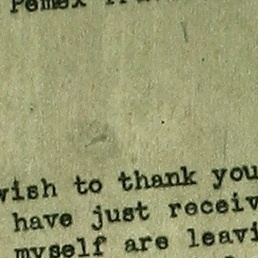 Pemex
wish to thank you
have just receiv
myself are leavi